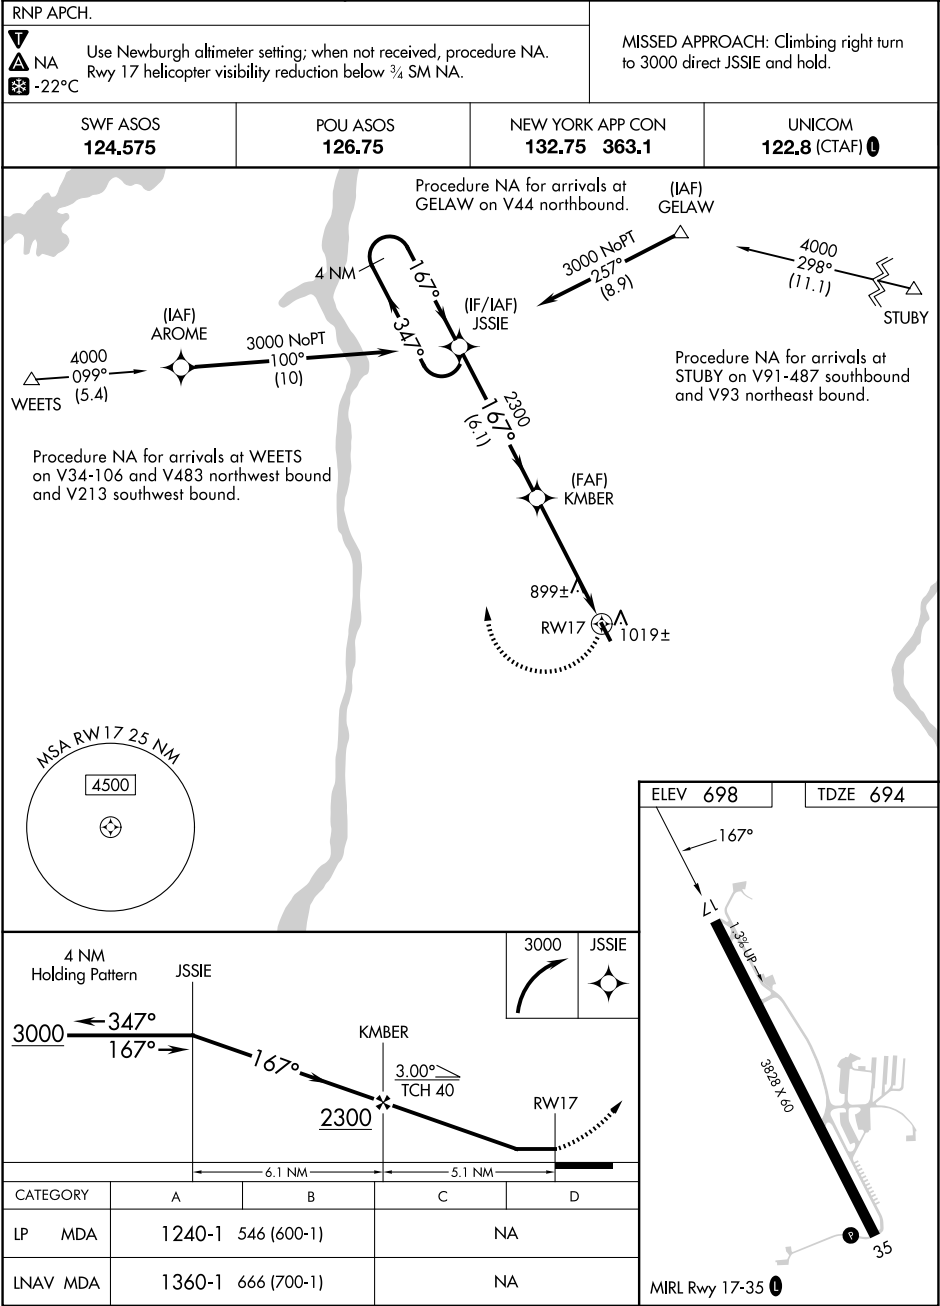 RNP APCH.
T
A NA
-22°C
Use Newburgh altimeter setting; when not received, procedure NA.
Rwy 17 helicopter visibility reduction below ¾ SM NA.
MISSED APPROACH: Climbing right turn
to 3000 direct JSSIE and hold.
SWF ASOS
124.575
POU ASOS
126.75
NEW YORK APP CON
132.75 363.1
UNICOM
122.8 (CTAF) L
Procedure NA for arrivals at
GELAW on V44 northbound.
(IAF)
GELAW
4 NM
167°
347°
3000 NoPT
257°
(8.9)
4000
298°
(11.1)
STUBY
(IF/IAF)
JSSIE
(IAF)
AROME
3000 NoPT
100°
(10)
4000
099°
(5.4)
WEETS
Procedure NA for arrivals at
STUBY on V91-487 southbound
and V93 northeast bound.
2300
167°
(6.1)
Procedure NA for arrivals at WEETS
on V34-106 and V483 northwest bound
and V213 southwest bound.
(FAF)
KMBER
899±
RW17
1019±
MSA RW17 25 NM
4500
ELEV 698
TDZE 694
167°
17
1.3% UP
3828 X 60
P
35
MIRL Rwy 17-35 L
4 NM
Holding Pattern
JSSIE
3000
JSSIE
3000
347°
167°
167°
KMBER
3.00°
TCH 40
2300
RW17
6.1 NM
5.1 NM
CATEGORY A B C D
LP MDA 1240-1 546 (600-1) NA
LNAV MDA 1360-1 666 (700-1) NA